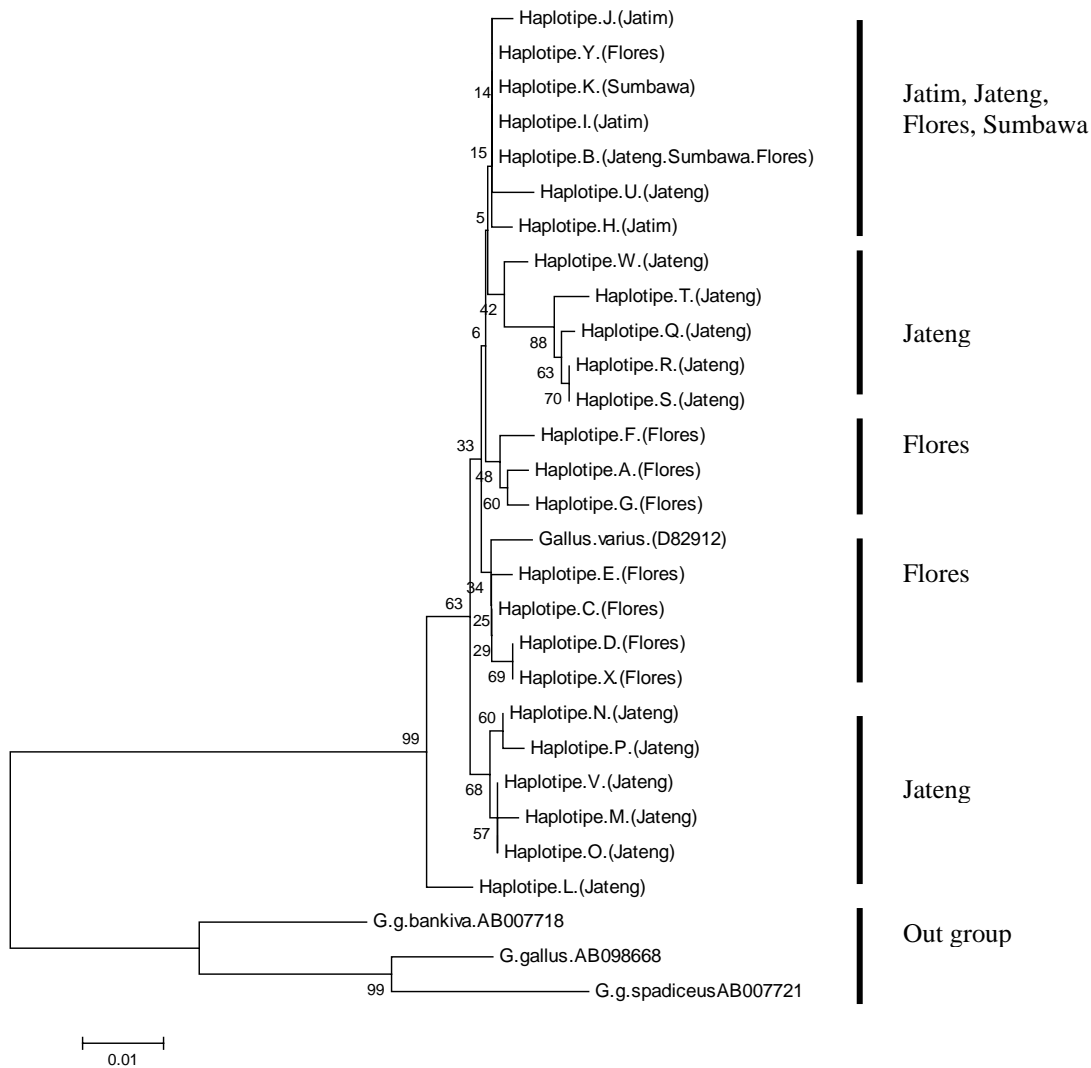 Haplotipe.J.(Jatim)
Haplotipe.Y.(Flores)
Haplotipe.K.(Sumbawa)
Haplotipe.I.(Jatim)
Haplotipe.B.(Jateng.Sumbawa.Flores)
Haplotipe.U.(Jateng)
Haplotipe.H.(Jatim)
Haplotipe.W.(Jateng)
Haplotipe.T.(Jateng)
Haplotipe.Q.(Jateng)
Haplotipe.R.(Jateng)
Haplotipe.S.(Jateng)
Haplotipe.F.(Flores)
Haplotipe.A.(Flores)
Haplotipe.G.(Flores)
Gallus.varius.(D82912)
Haplotipe.E.(Flores)
Haplotipe.C.(Flores)
Haplotipe.D.(Flores)
Haplotipe.X.(Flores)
Haplotipe.N.(Jateng)
Haplotipe.P.(Jateng)
Haplotipe.V.(Jateng)
Haplotipe.M.(Jateng)
Haplotipe.O.(Jateng)
Haplotipe.L.(Jateng)
G.g.bankiva.AB007718
G.gallus.AB098668
G.g.spadiceusAB007721
14
15
5
42
6
88
63
70
33
48
60
34
63
25
29
69
60
99
68
57
99
0.01
Jatim, Jateng,
Flores, Sumbawa
Jateng
Flores
Flores
Jateng
Out group